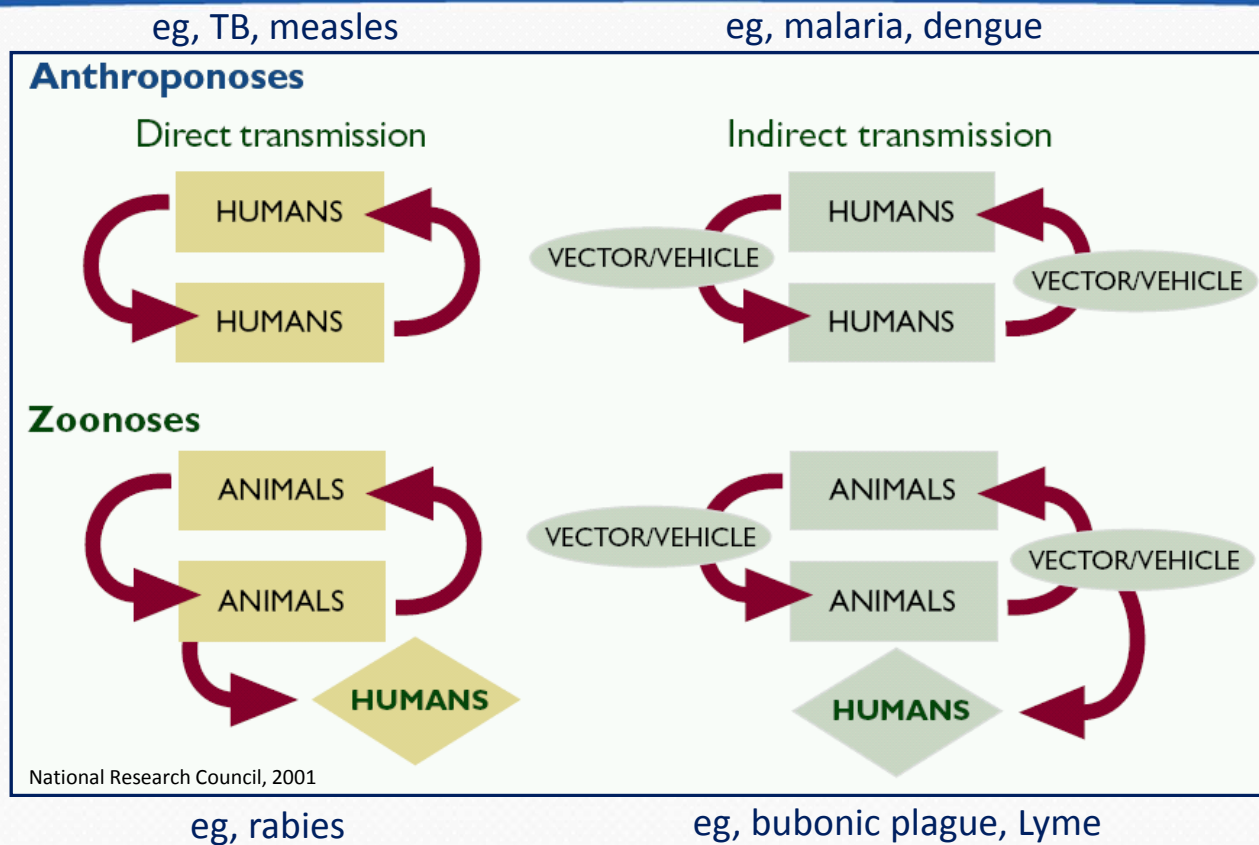 eg, TB, measles
eg, malaria, dengue
Anthroponoses
Direct transmission
Indirect transmission
HUMANS
HUMANS
HUMANS
VECTOR/VEHICLE
VECTOR/VEHICLE
HUMANS
Zoonoses
ANIMALS
ANIMALS
HUMANS
ANIMALS
VECTOR/VEHICLE
VECTOR/VEHICLE
ANIMALS
HUMANS
National Research Council, 2001
eg, rabies
eg, bubonic plague, Lyme